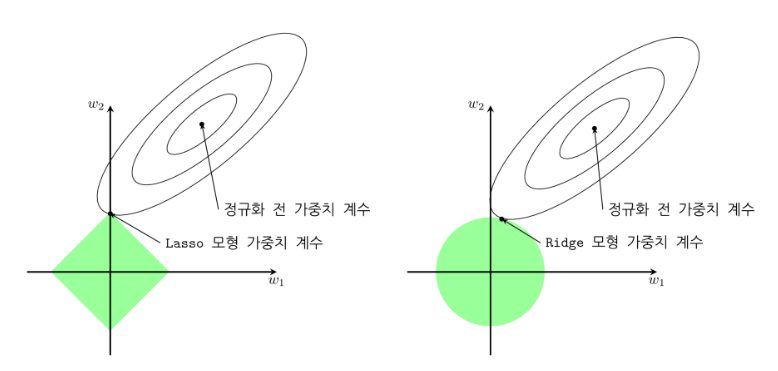 w₂
정규화 전 가중치 계수
Lasso 모형 가중치 계수
w₁
w₂
정규화 전 가중치 계수
Ridge 모형 가중치 계수
w₁